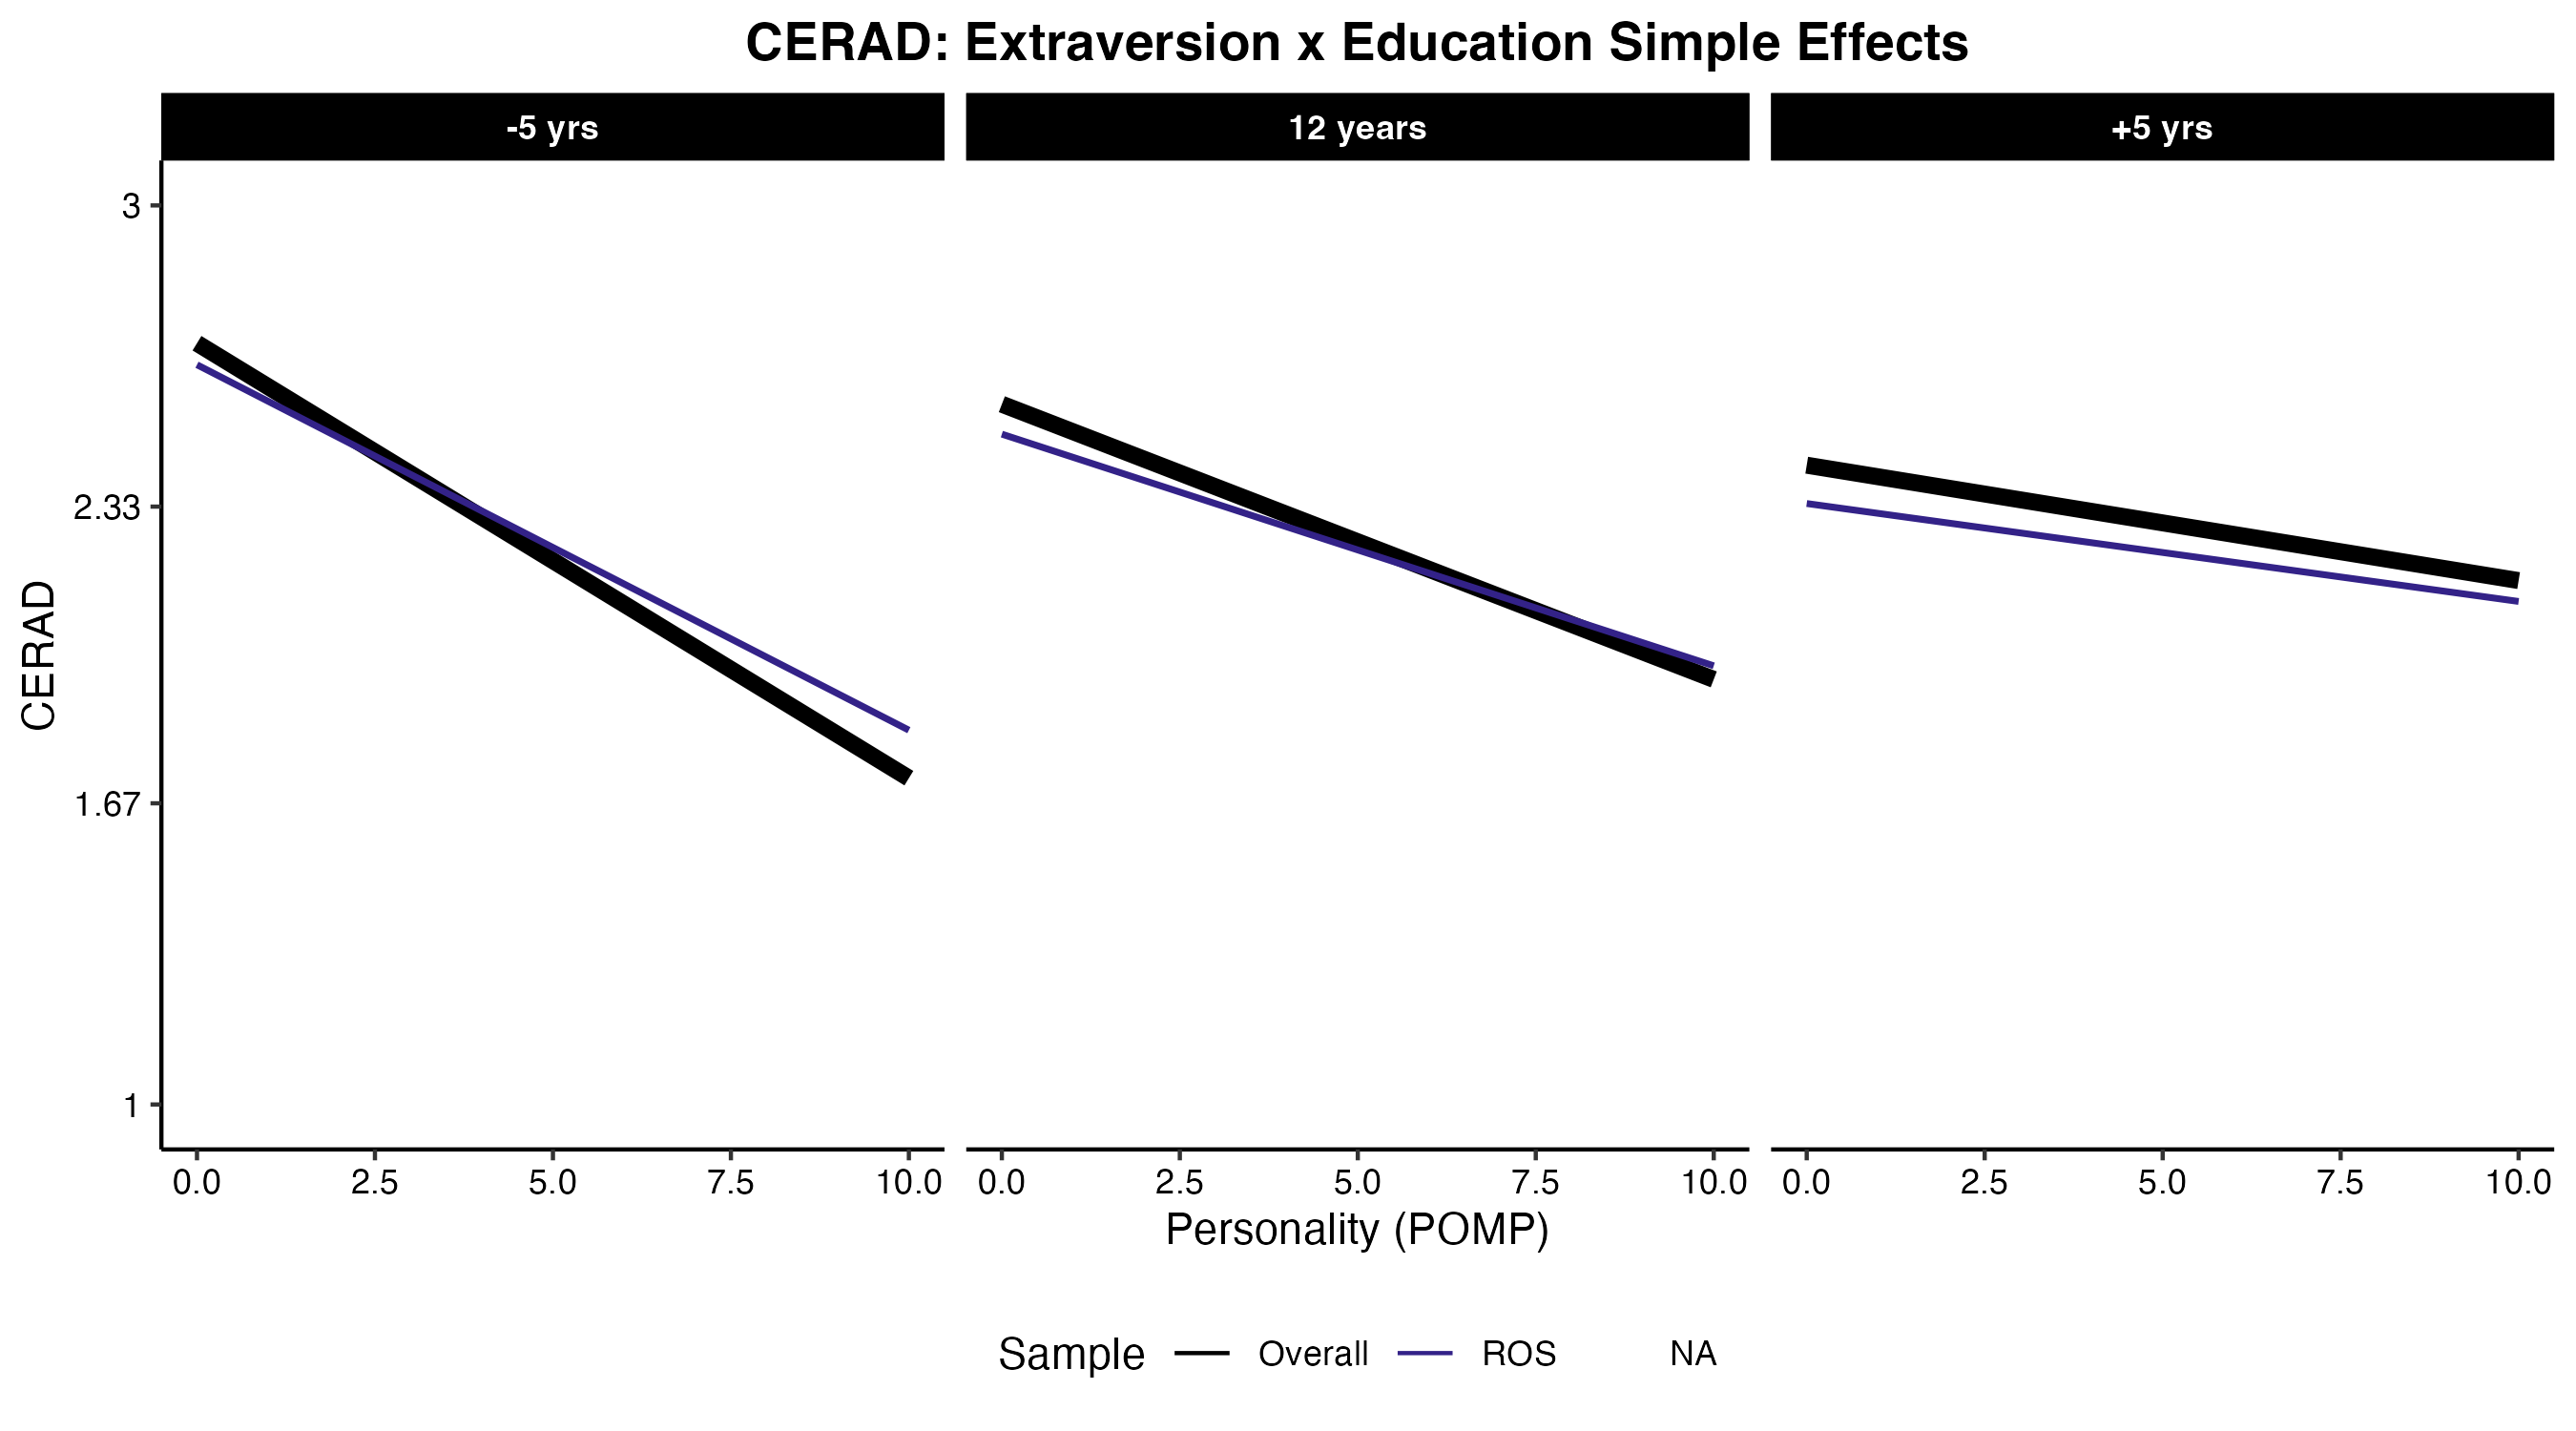 CERAD: Extraversion x Education Simple Effects
-5 yrs 12 years +5 yrs
3
2.33
1.67
1
CERAD
0.0 2.5 5.0 7.5 10.0 0.0 2.5 5.0 7.5 10.0 0.0 2.5 5.0 7.5 10.0
Personality (POMP)
Sample Overall ROS NA